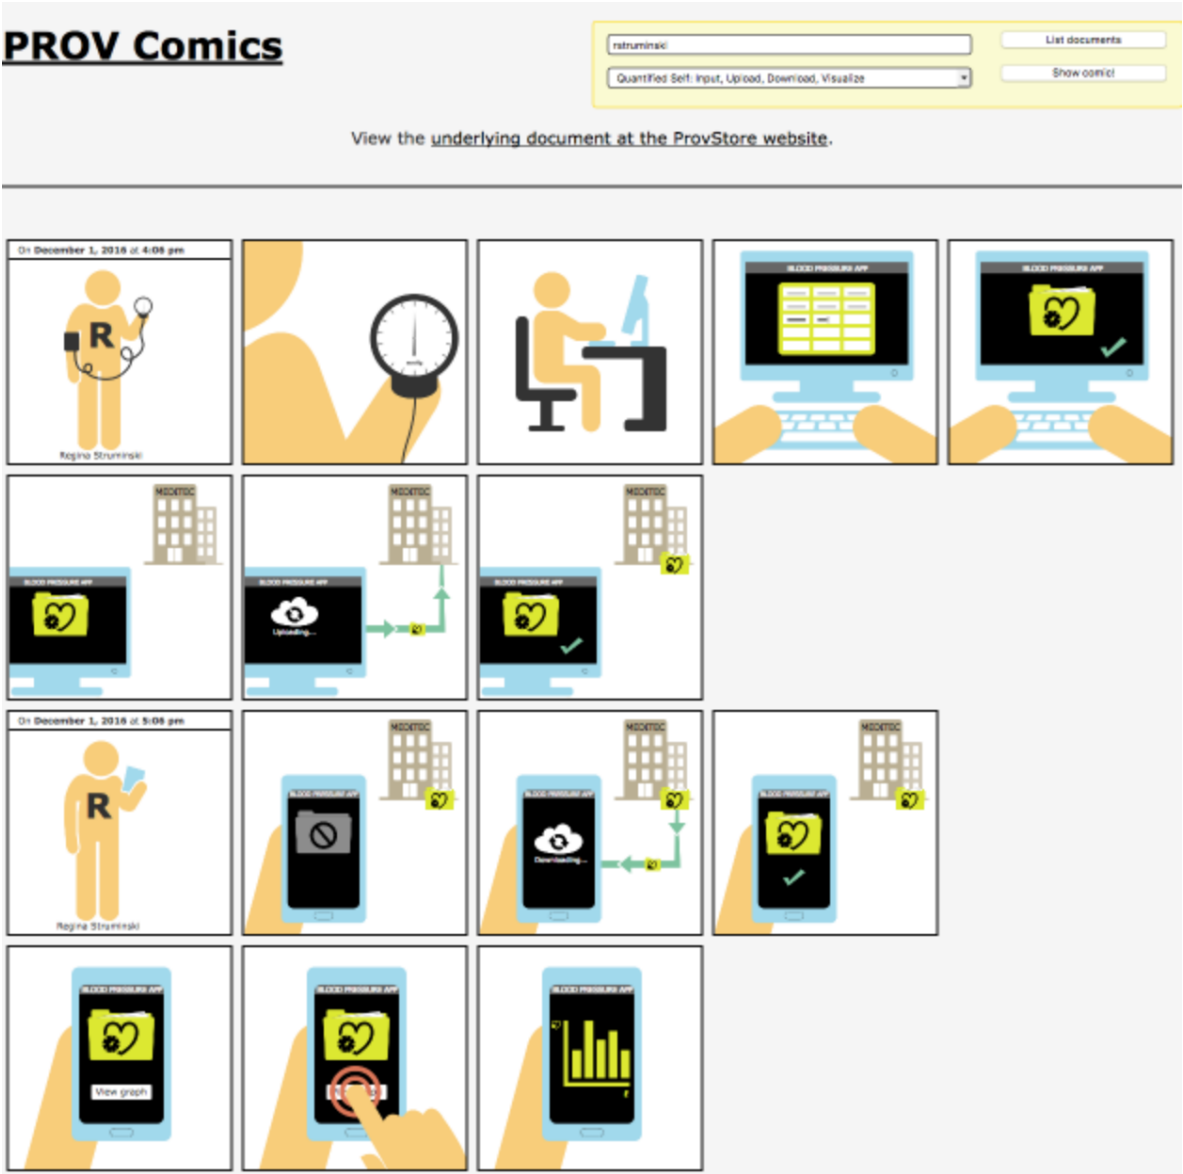 PROV Comics
rstruminski
List documents
Quantified Self: Input, Upload, Download, Visualize
Show comic!
View the underlying document at the ProvStore website.
On December 1, 2016 at 4:06 pm
R
Regina Struminski
BLOOD PRESSURE APP
BLOOD PRESSURE APP
MEDITEC
BLOOD PRESSURE APP
MEDITEC
BLOOD PRESSURE APP
Uploading...
MEDITEC
BLOOD PRESSURE APP
On December 1, 2016 at 5:06 pm
R
Regina Struminski
MEDITEC
BLOOD PRESSURE APP
MEDITEC
BLOOD PRESSURE APP
Downloading...
MEDITEC
BLOOD PRESSURE APP
BLOOD PRESSURE APP
View graph
BLOOD PRESSURE APP
BLOOD PRESSURE APP
t